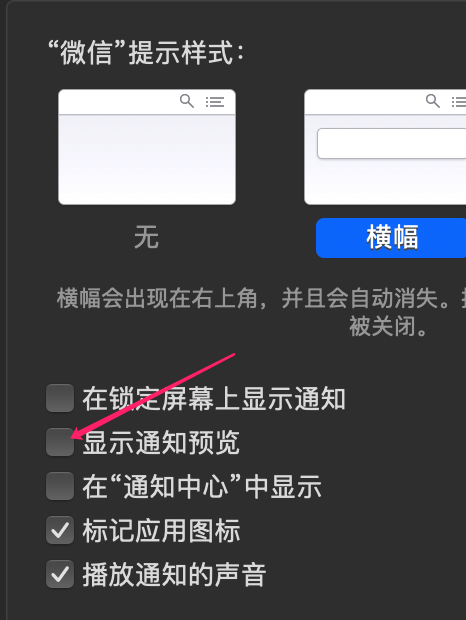 “微信”提示样式：
无
横幅
横幅会出现在右上角，并且会自动消失。
被关闭。
在锁定屏幕上显示通知
显示通知预览
在“通知中心”中显示
标记应用图标
播放通知的声音